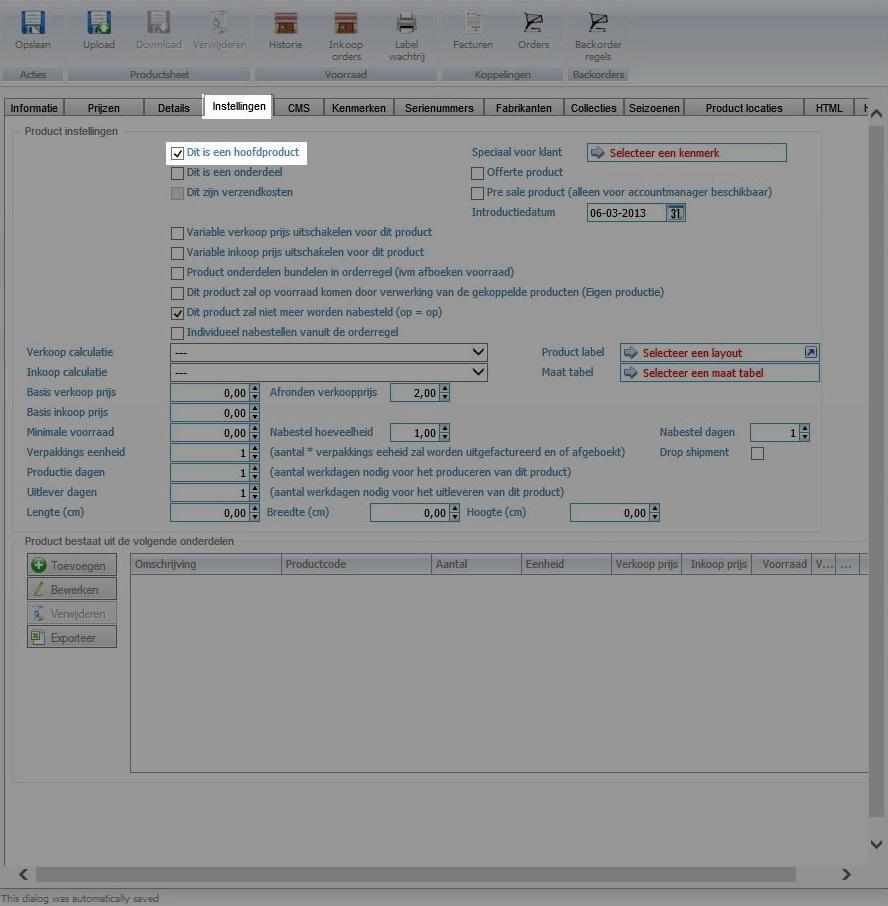 Opslaan Upload Download Verwijderen Historie Inkoop orders Label wachtrij Facturen Orders Backorder regels
Acties Productsheet Voorraad Koppelingen Backorders
Informatie Prijzen Details Instellingen CMS Kenmerken Serienummers Fabrikanten Collecties Seizoenen Product locaties HTML
Product instellingen
Dit is een hoofdproduct Speciaal voor klant Selecteer een kenmerk
Dit is een onderdeel Offerte product
Dit zijn verzendkosten Pre sale product (alleen voor accountmanager beschikbaar)
Introductiedatum 06-03-2013 31
Variable verkoop prijs uitschakelen voor dit product
Variable inkoop prijs uitschakelen voor dit product
Product onderdelen bundelen in orderregel (ivm afboeken voorraad)
Dit product zal op voorraad komen door verwerking van de gekoppelde producten (Eigen productie)
Dit product zal niet meer worden nabesteld (op = op)
Individueel nabestellen vanuit de orderregel
Verkoop calculatie --- Product label Selecteer een layout
Inkoop calculatie --- Maat tabel Selecteer een maat tabel
Basis verkoop prijs 0,00 Afronden verkoopprijs 2,00
Basis inkoop prijs 0,00
Minimale voorraad 0,00 Nabestel hoeveelheid 1,00 Nabestel dagen 1
Verpakkings eenheid 1 (aantal * verpakkings eeheid zal worden uitgefactureerd en of afgeboekt) Drop shipment
Productie dagen 1 (aantal werkdagen nodig voor het produceren van dit product)
Uitlever dagen 1 (aantal werkdagen nodig voor het uitleveren van dit product)
Lengte (cm) 0,00 Breedte (cm) 0,00 Hoogte (cm) 0,00
Product bestaat uit de volgende onderdelen
Toevoegen Omschrijving Productcode Aantal Eenheid Verkoop prijs Inkoop prijs Voorraad V... ...
Bewerken
Verwijderen
Exporteer
This dialog was automatically saved